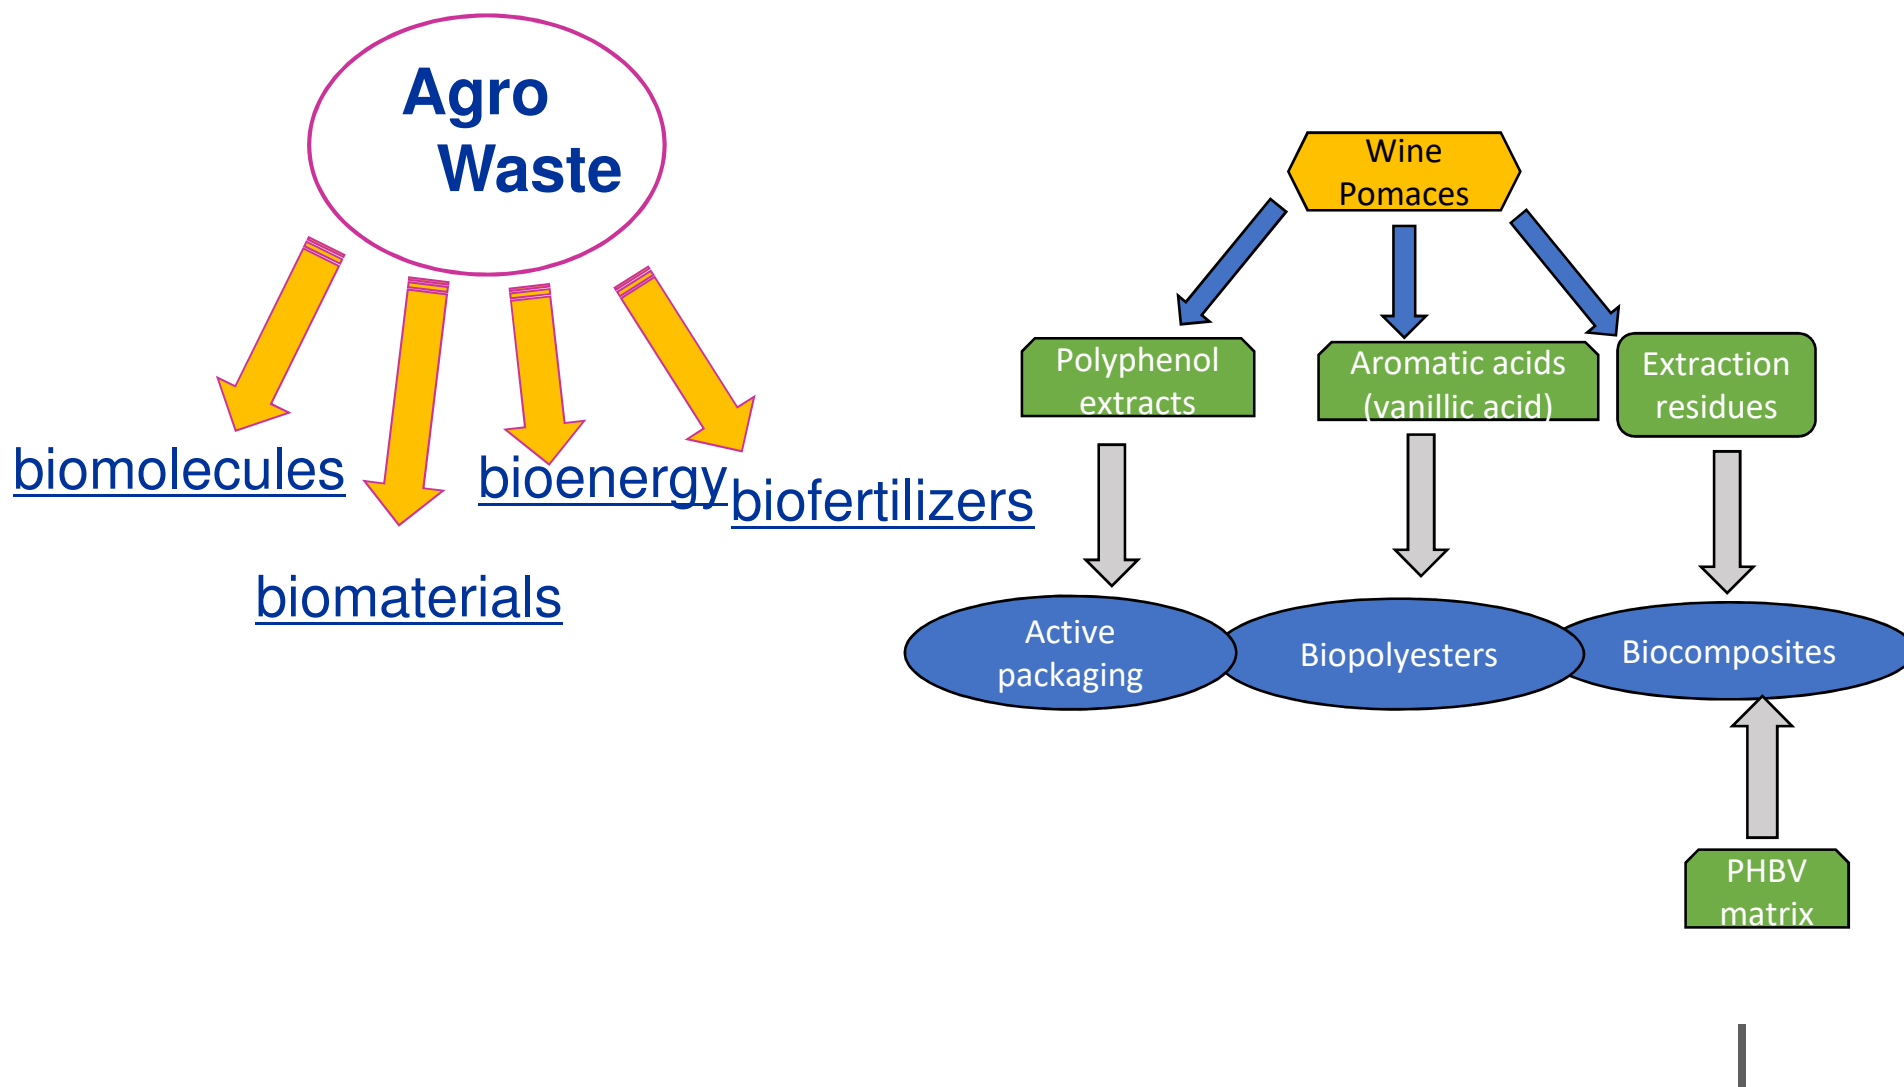 Agro
Waste
biomolecules
bioenergy
biofertilizers
biomaterials
Wine
Pomaces
Polyphenol
extracts
Aromatic acids
(vanillic acid)
Extraction
residues
Active
packaging
Biopolyesters
Biocomposites
PHBV
matrix